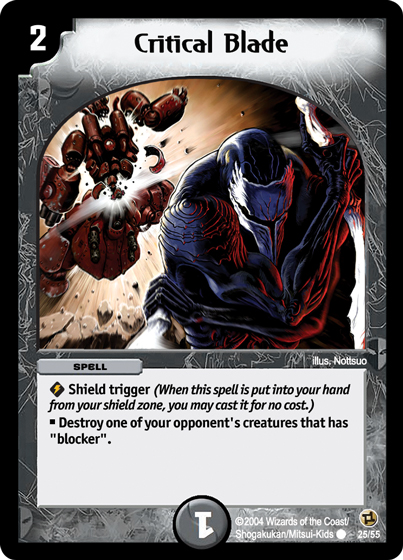 2
Critical Blade
illus. Nottsuo
SPELL
Shield trigger (When this spell is put into your hand
from your shield zone, you may cast it for no cost.)
▪ Destroy one of your opponent's creatures that has
"blocker".
1
©2004 Wizards of the Coast/
Shogakukan/Mitsui-Kids 25/55